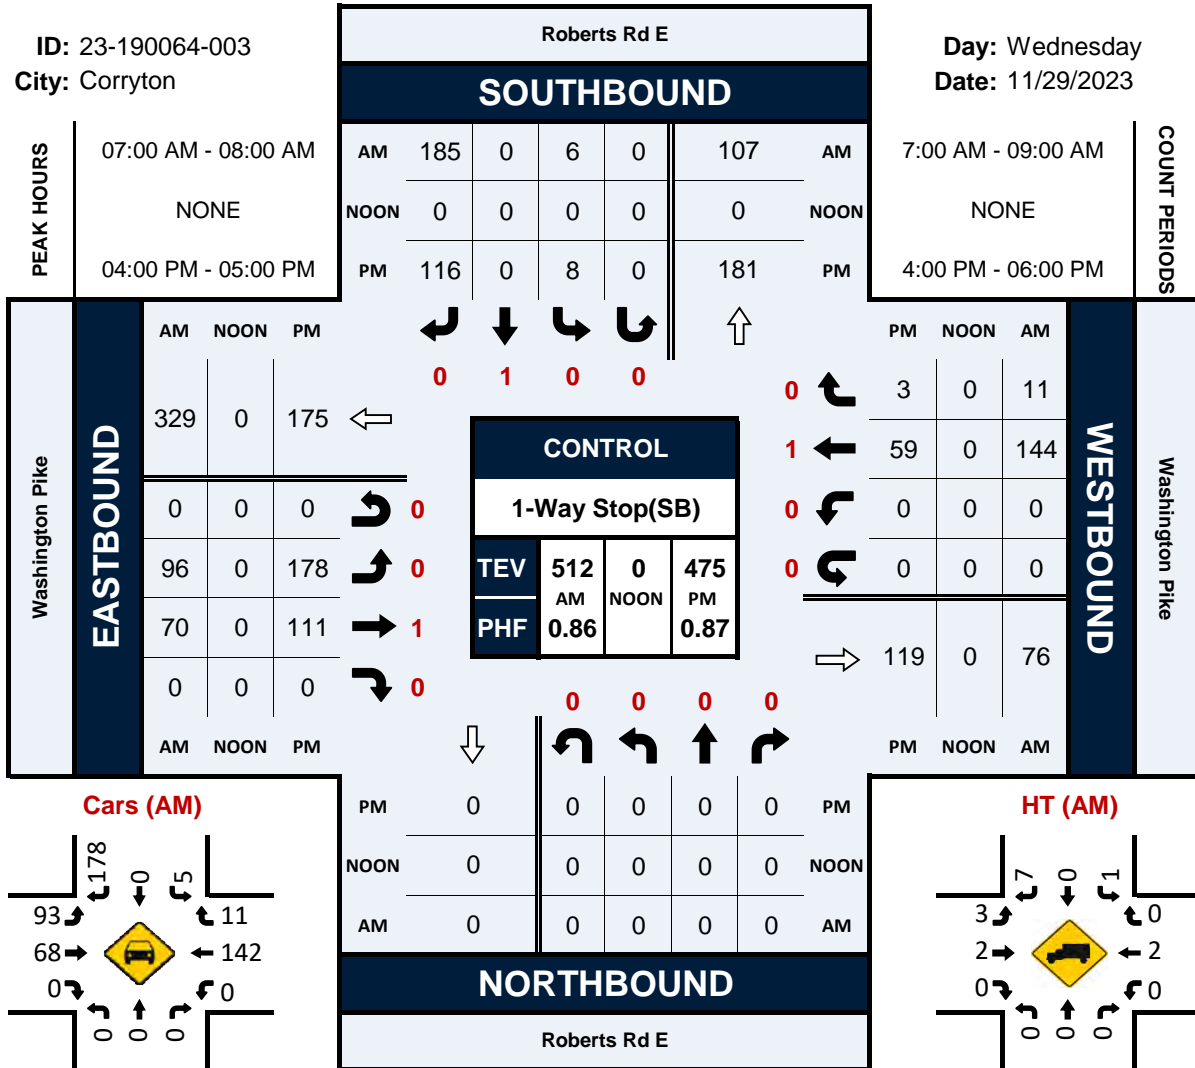 ID: 23-190064-003
City: Corryton
Roberts Rd E
SOUTHBOUND
Day: Wednesday
Date: 11/29/2023
PEAK HOURS
07:00 AM - 08:00 AM
NONE
04:00 PM - 05:00 PM
AM 185 0 6 0 107 AM
NOON 0 0 0 0 0 NOON
PM 116 0 8 0 181 PM
7:00 AM - 09:00 AM
NONE
4:00 PM - 06:00 PM
COUNT PERIODS
0 1 0 0
Washington Pike
EASTBOUND
AM NOON PM
329 0 175
0 0 0 0
96 0 178 0
70 0 111 1
0 0 0 0
AM NOON PM
CONTROL
1-Way Stop(SB)
TEV 512 0 475
AM NOON PM
PHF 0.86 0.87
PM NOON AM
0 3 0 11
1 59 0 144
0 0 0 0
0 0 0 0
119 0 76
PM NOON AM
WESTBOUND
Washington Pike
0 0 0 0
PM 0 0 0 0 0 PM
NOON 0 0 0 0 0 NOON
AM 0 0 0 0 0 AM
NORTHBOUND
Roberts Rd E
Cars (AM)
178 0 5
93 11
68 142
0 0
0 0 0
HT (AM)
7 0 1
3 0
2 2
0 0
0 0 0